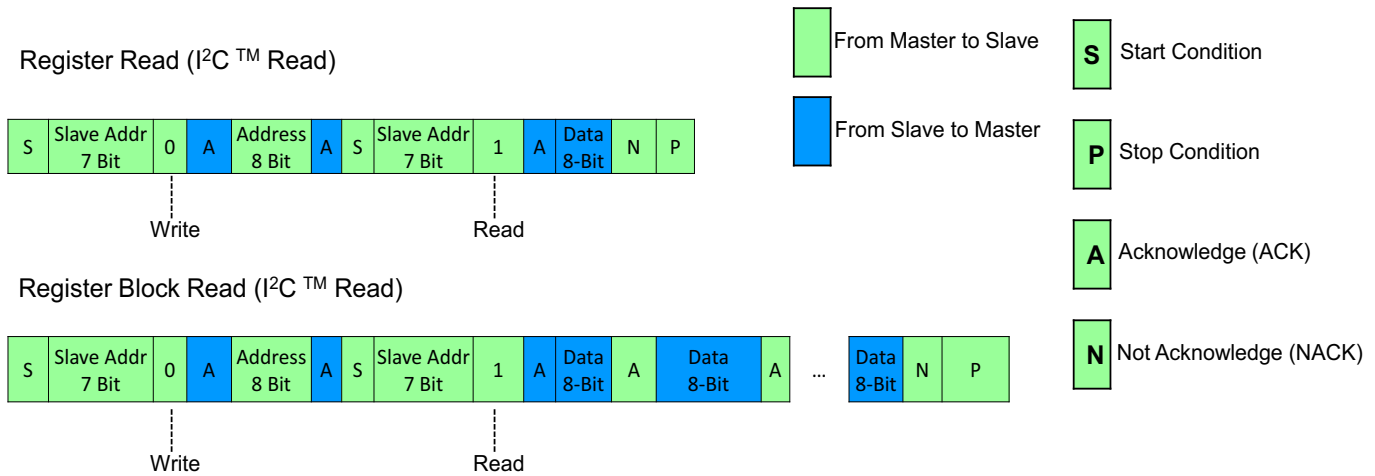 Register Read (I²C ™ Read)
S Slave Addr 7 Bit 0 A Address 8 Bit A S Slave Addr 7 Bit 1 A Data 8-Bit N P
Write Read
Register Block Read (I²C ™ Read)
S Slave Addr 7 Bit 0 A Address 8 Bit A S Slave Addr 7 Bit 1 A Data 8-Bit A Data 8-Bit A ... Data 8-Bit N P
Write Read
From Master to Slave
From Slave to Master
S Start Condition
P Stop Condition
A Acknowledge (ACK)
N Not Acknowledge (NACK)